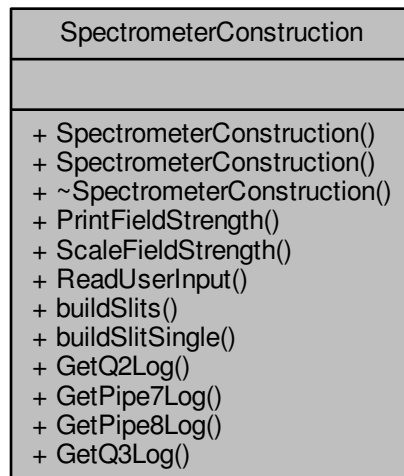 SpectrometerConstruction
+ SpectrometerConstruction()
+ SpectrometerConstruction()
+ ~SpectrometerConstruction()
+ PrintFieldStrength()
+ ScaleFieldStrength()
+ ReadUserInput()
+ buildSlits()
+ buildSlitSingle()
+ GetQ2Log()
+ GetPipe7Log()
+ GetPipe8Log()
+ GetQ3Log()